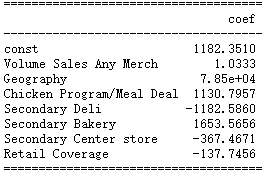 coef
const 1182.3510
Volume Sales Any Merch 1.0333
Geography 7.85e+04
Chicken Program/Meal Deal 1130.7957
Secondary Deli -1182.5860
Secondary Bakery 1653.5656
Secondary Center store -367.4671
Retail Coverage -137.7456